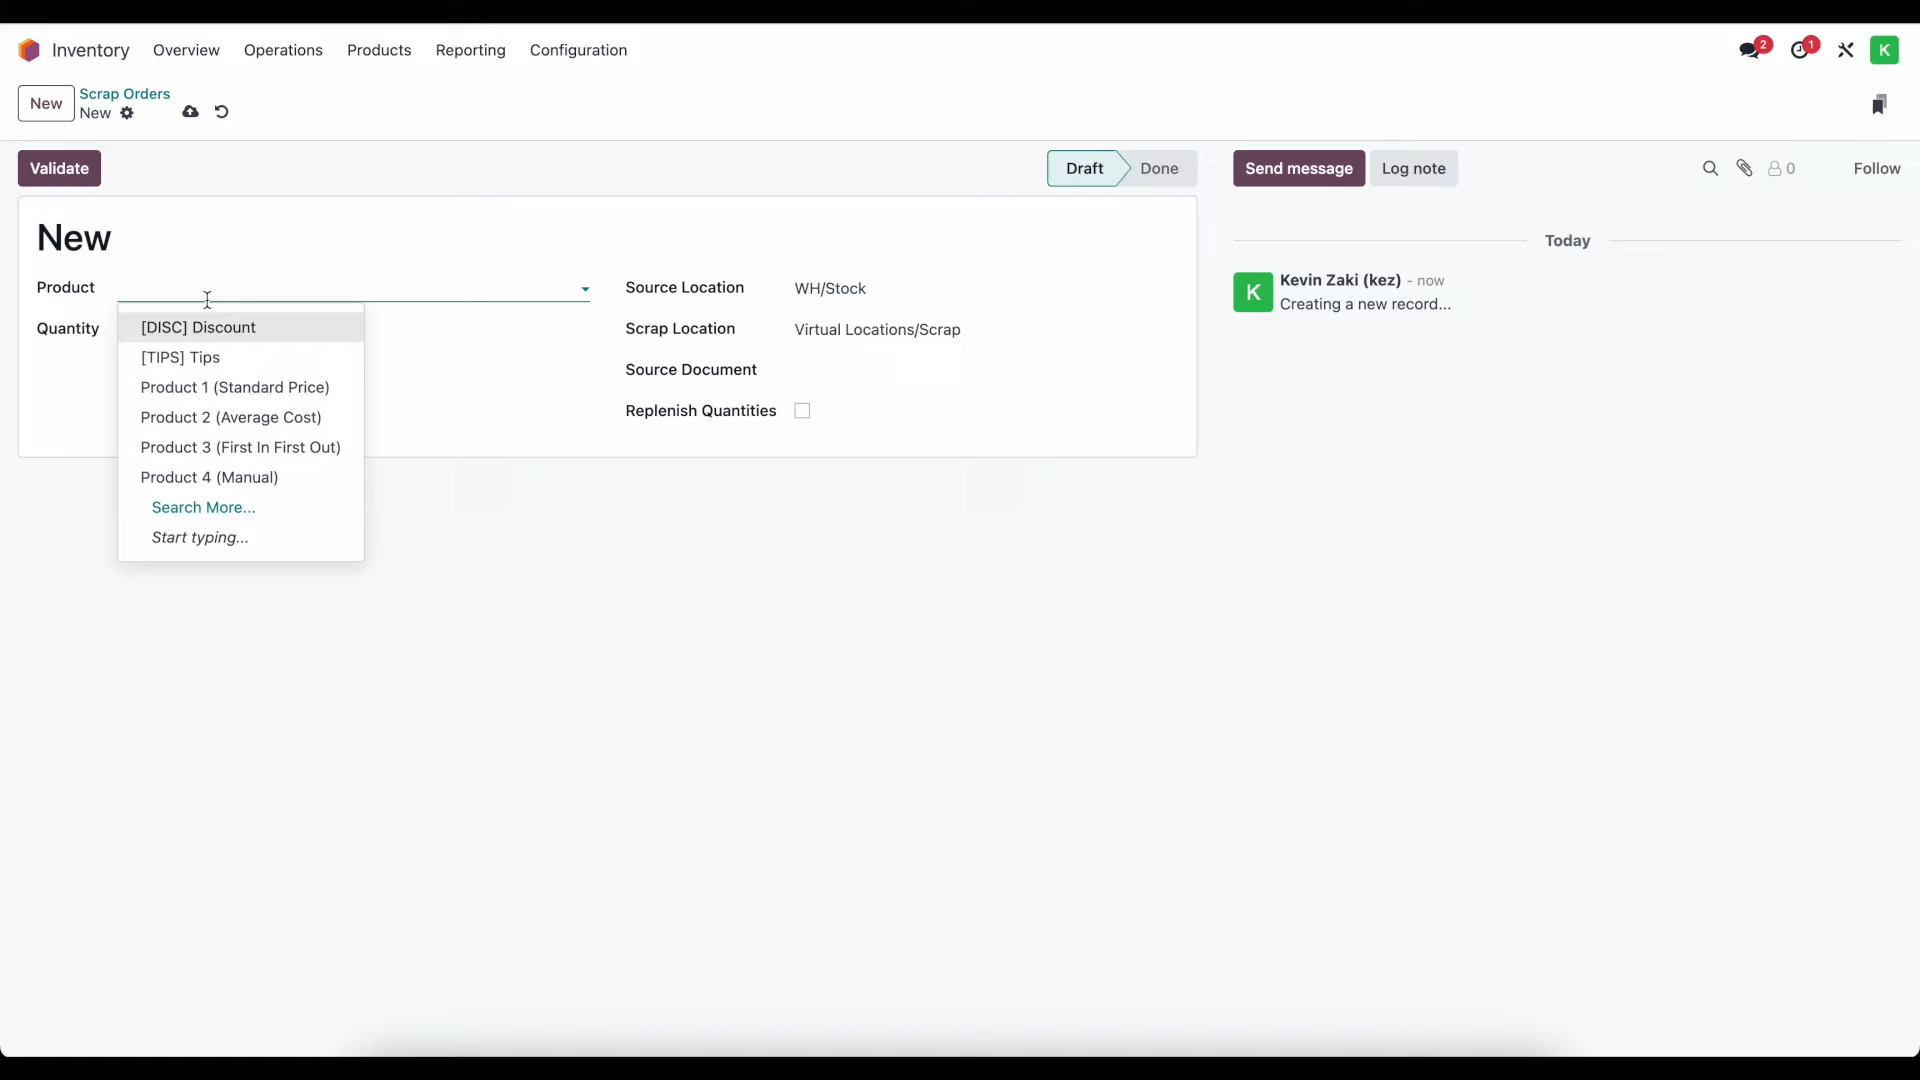 Inventory Overview Operations Products Reporting Configuration 2 1 K
New Scrap Orders
New
Validate Draft Done Send message Log note 0 Follow
New
Today
Product Source Location WH/Stock
Kevin Zaki (kez) - now
K Creating a new record...
[DISC] Discount
Quantity Scrap Location Virtual Locations/Scrap
[TIPS] Tips
Source Document
Product 1 (Standard Price)
Product 2 (Average Cost) Replenish Quantities
Product 3 (First In First Out)
Product 4 (Manual)
Search More...
Start typing...